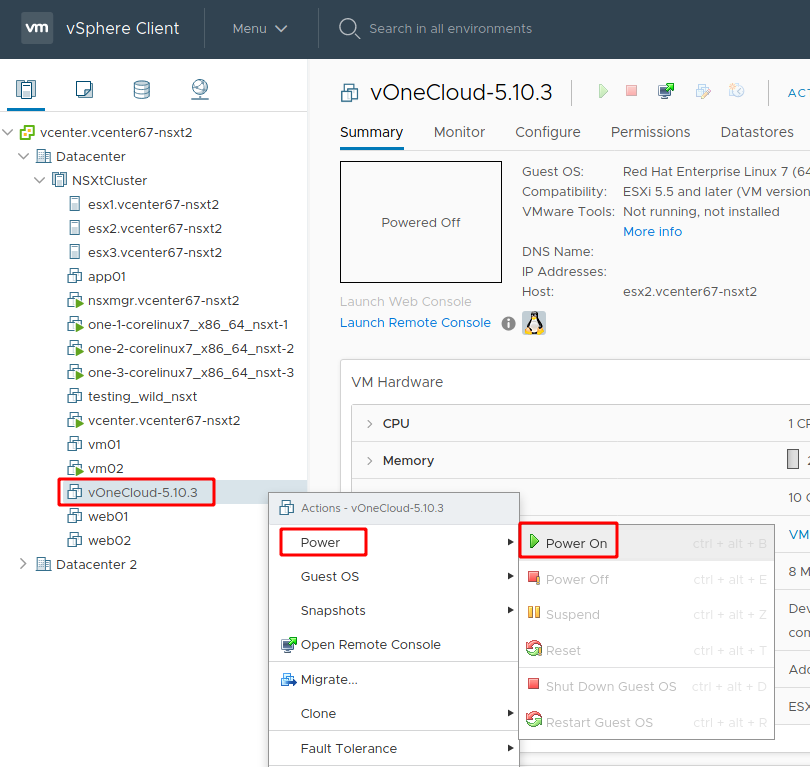 vm vSphere Client Menu Search in all environments
vOneCloud-5.10.3 ACT
Summary Monitor Configure Permissions Datastores
vcenter.vcenter67-nsxt2
Datacenter
NSXtCluster
esx1.vcenter67-nsxt2
esx2.vcenter67-nsxt2
esx3.vcenter67-nsxt2
app01
nsxmgr.vcenter67-nsxt2
one-1-corelinux7_x86_64_nsxt-1
one-2-corelinux7_x86_64_nsxt-2
one-3-corelinux7_x86_64_nsxt-3
testing_wild_nsxt
vcenter.vcenter67-nsxt2
vm01
vm02
vOneCloud-5.10.3
web01
web02
Datacenter 2
Powered Off
Launch Web Console
Launch Remote Console
Guest OS: Red Hat Enterprise Linux 7 (64
Compatibility: ESXi 5.5 and later (VM version
VMware Tools: Not running, not installed
More info
DNS Name:
IP Addresses:
Host: esx2.vcenter67-nsxt2
VM Hardware
CPU 1 CP
Memory 2
10 G
VM
8 M
Dev
com
Add
ESX
Actions - vOneCloud-5.10.3
Power
Guest OS
Snapshots
Open Remote Console
Migrate...
Clone
Fault Tolerance
Power On ctrl + alt + B
Power Off ctrl + alt + E
Suspend ctrl + alt + Z
Reset ctrl + alt + T
Shut Down Guest OS ctrl + alt + D
Restart Guest OS ctrl + alt + R